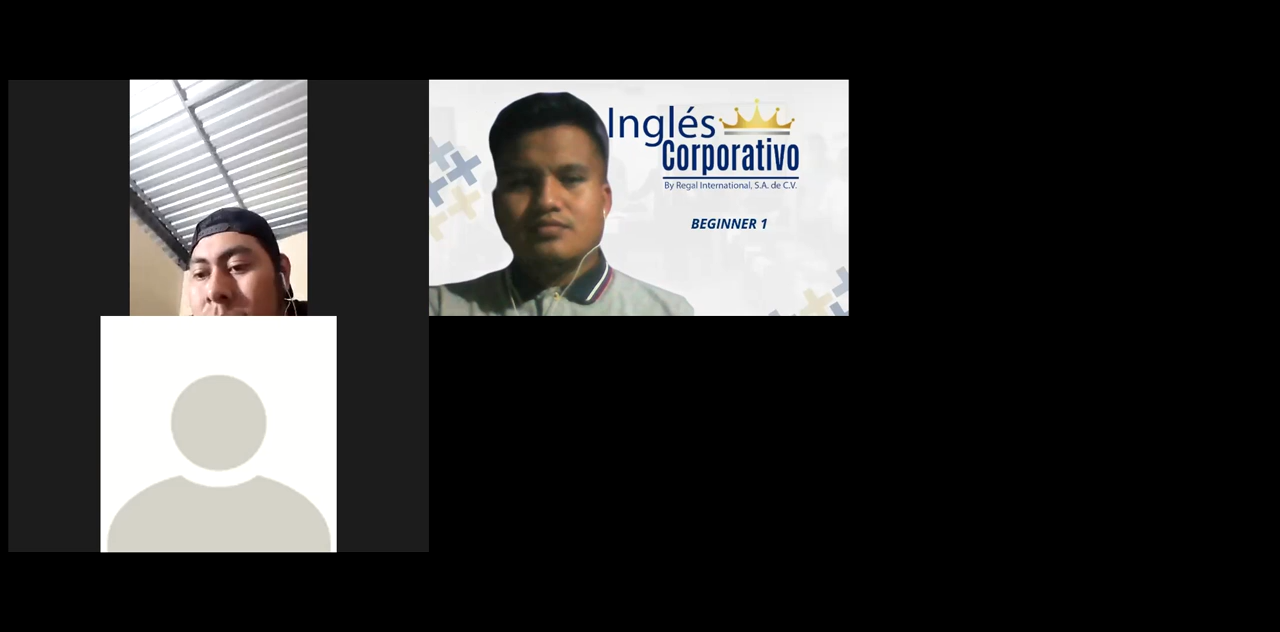 Inglés
Corporativo
By Regal International, S.A. de C.V.
BEGINNER 1